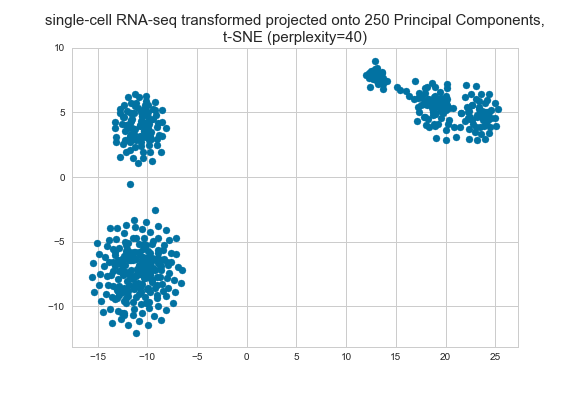 single-cell RNA-seq transformed projected onto 250 Principal Components,
t-SNE (perplexity=40)
10
5
0
−5
−10
−15 −10 −5 0 5 10 15 20 25